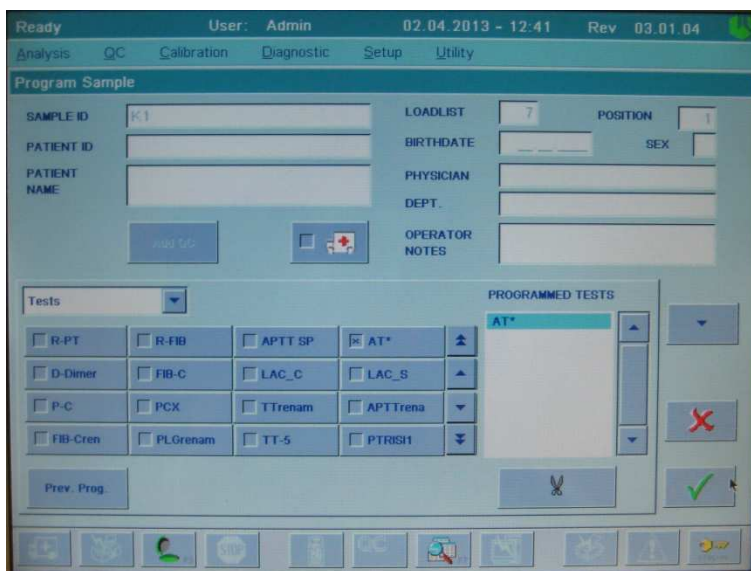 Ready User: Admin 02.04.2013 - 12:41 Rev 03.01.04
Analysis QC Calibration Diagnostic Setup Utility
Program Sample
SAMPLE ID K1 LOADLIST 7 POSITION 1
PATIENT ID BIRTHDATE SEX
PATIENT NAME PHYSICIAN
DEPT.
Add QC OPERATOR NOTES
Tests PROGRAMMED TESTS
R-PT R-FIB APTT SP AT* AT*
D-Dimer FIB-C LAC_C LAC_S
P-C PCX TTrenam APTTrena
FIB-Cren PLGrenam TT-5 PTRISI1
Prev. Prog.
STOP QC